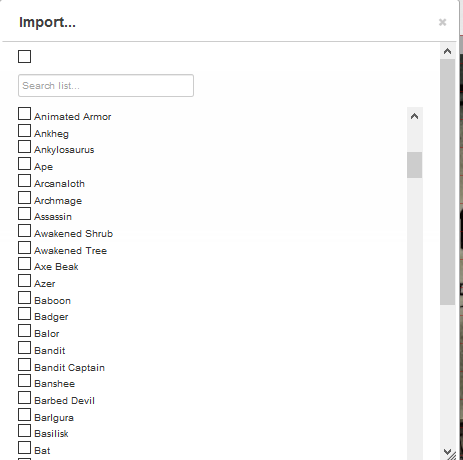 Import...
×
Search list...
Animated Armor
Ankheg
Ankylosaurus
Ape
Arcanaloth
Archmage
Assassin
Awakened Shrub
Awakened Tree
Axe Beak
Azer
Baboon
Badger
Balor
Bandit
Bandit Captain
Banshee
Barbed Devil
Barlgura
Basilisk
Bat